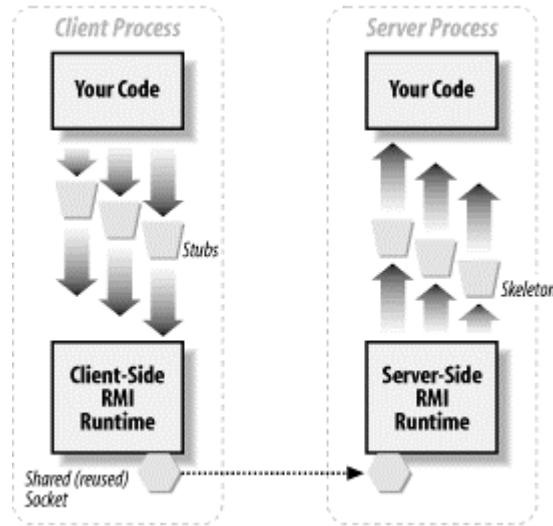 Client Process
Your Code
Stubs
Client-Side
RMI
Runtime
Shared (reused)
Socket
Server Process
Your Code
Skeleton
Server-Side
RMI
Runtime